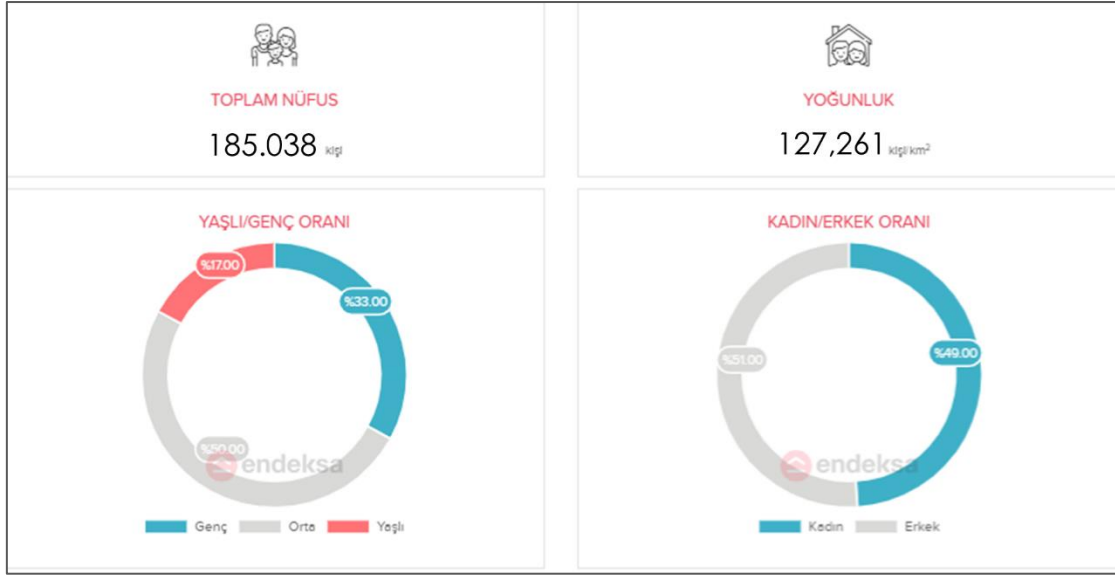 TOPLAM NÜFUS
185.038 kişi
YOĞUNLUK
127,261 kişi/km²
YAŞLI/GENÇ ORANI
%17.00
%33.00
%50.00
endeksa
Genç Orta Yaşlı
KADIN/ERKEK ORANI
%49.00
%51.00
endeksa
Kadın Erkek